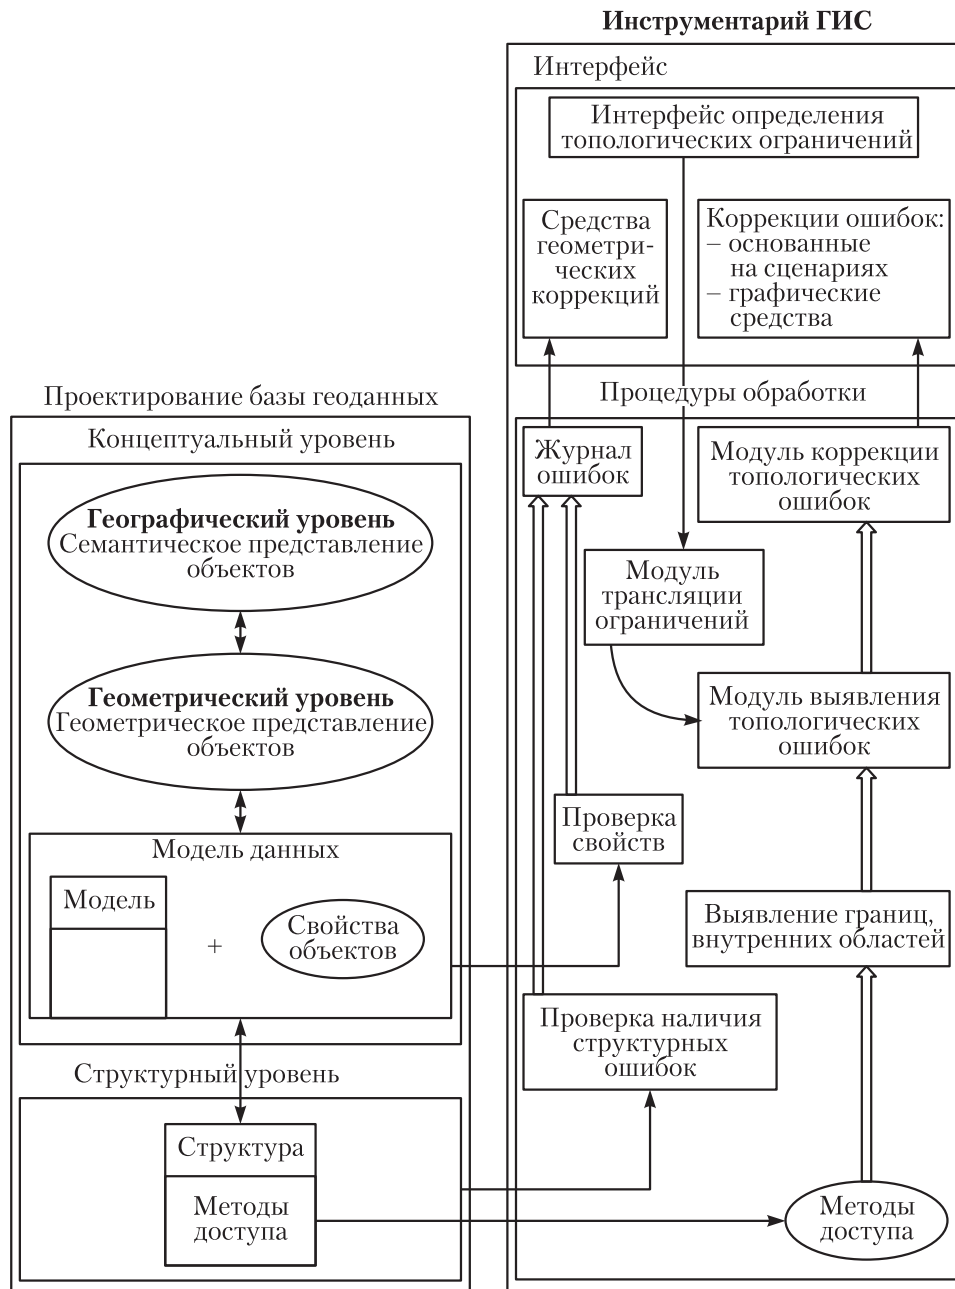 Инструментарий ГИС
Интерфейс
Интерфейс определения
топологических ограничений
Средства
геометри-
ческих
коррекций
Коррекции ошибок:
– основанные
на сценариях
– графические
средства
Процедуры обработки
Журнал
ошибок
Модуль коррекции
топологических
ошибок
Модуль
трансляции
ограничений
Модуль выявления
топологических
ошибок
Проверка
свойств
Выявление границ,
внутренних областей
Проверка наличия
структурных
ошибок
Методы
доступа
Проектирование базы геоданных
Концептуальный уровень
Географический уровень
Семантическое представление
объектов
Геометрический уровень
Геометрическое представление
объектов
Модель данных
Модель
+
Свойства
объектов
Структурный уровень
Структура
Методы
доступа